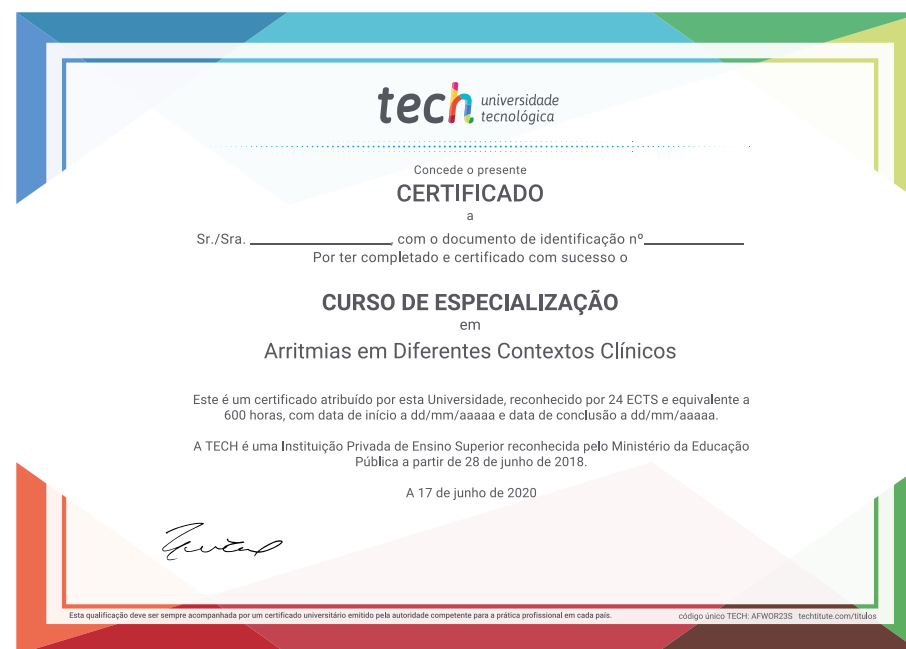 tech universidade
tecnológica
Concede o presente
CERTIFICADO
a
Sr./Sra. ________________, com o documento de identificação nº____________
Por ter completado e certificado com sucesso o
CURSO DE ESPECIALIZAÇÃO
em
Arritmias em Diferentes Contextos Clínicos
Este é um certificado atribuído por esta Universidade, reconhecido por 24 ECTS e equivalente a
600 horas, com data de início a dd/mm/aaaaa e data de conclusão a dd/mm/aaaaa.
A TECH é uma Instituição Privada de Ensino Superior reconhecida pelo Ministério da Educação
Pública a partir de 28 de junho de 2018.
A 17 de junho de 2020
Esta qualificação deve ser sempre acompanhada por um certificado universitário emitido pela autoridade competente para a prática profissional em cada país. código único TECH: AFWOR23S techtitute.com/titulos